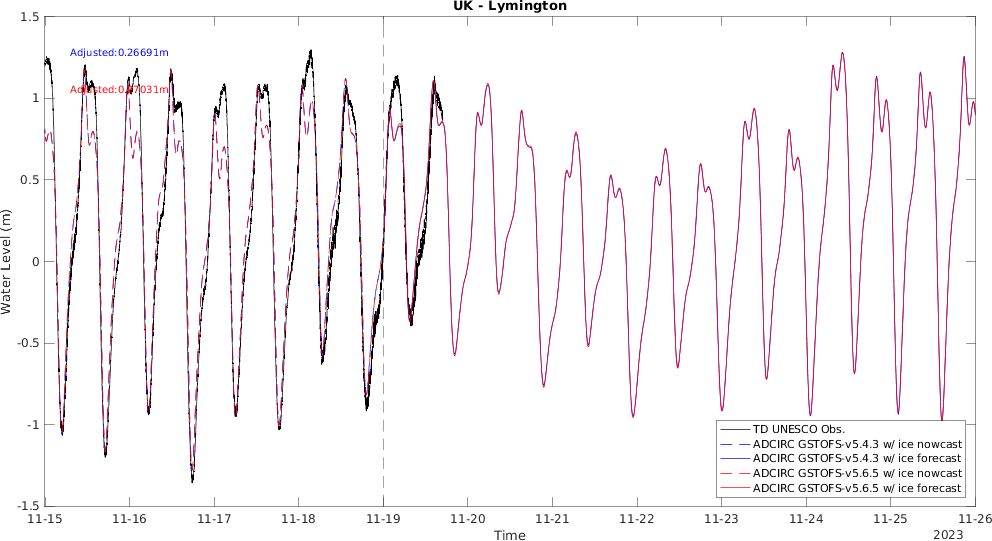 UK - Lymington
1.5
1
0.5
0
-0.5
-1
-1.5
Water Level (m)
Adjusted:0.26691m
11-15
11-16
11-17
11-18
11-19
11-20
11-21
11-22
11-23
11-24
11-25
11-26
Time
2023
TD UNESCO Obs.
ADCIRC GSTOFS-v5.4.3 w/ ice nowcast
ADCIRC GSTOFS-v5.4.3 w/ ice forecast
ADCIRC GSTOFS-v5.6.5 w/ ice nowcast
ADCIRC GSTOFS-v5.6.5 w/ ice forecast